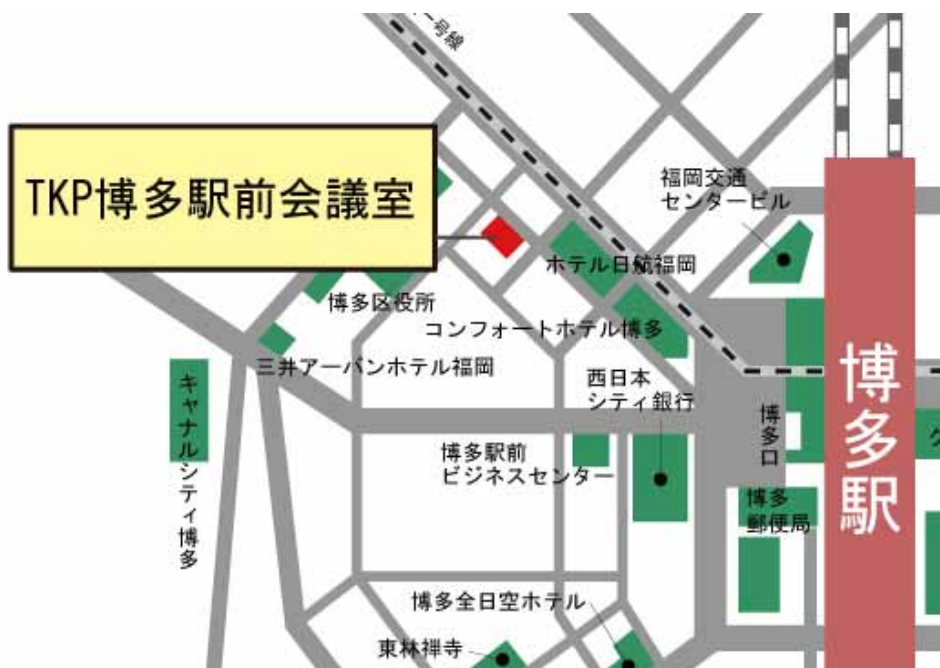 一号線
TKP博多駅前会議室
福岡交通
センタービル
ホテル日航福岡
博多区役所
コンフォートホテル博多
三井アーバンホテル福岡
西日本
シティ銀行
キャナルシティ博多
博多駅
博多口
博多駅前
ビジネスセンター
博多
郵便局
博多全日空ホテル
東林禅寺